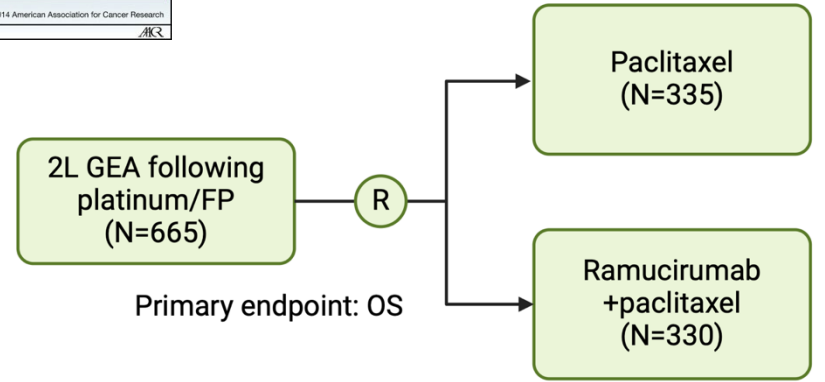 014 American Association for Cancer Research
AACR
Paclitaxel
(N=335)
2L GEA following
platinum/FP
(N=665)
R
Primary endpoint: OS
Ramucirumab
+paclitaxel
(N=330)